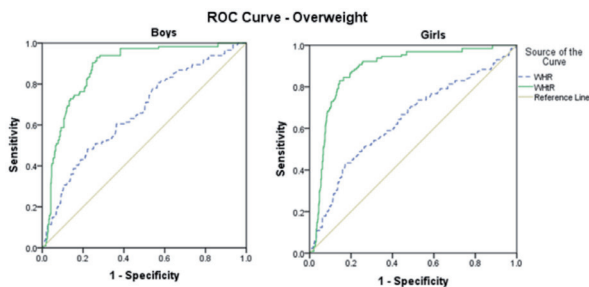 ROC Curve - Overweight
Boys
Sensitivity
1.0
0.8
0.6
0.4
0.2
0.0
0.0 0.2 0.4 0.6 0.8 1.0
1 - Specificity
Girls
Sensitivity
1.0
0.8
0.6
0.4
0.2
0.0
0.0 0.2 0.4 0.6 0.8 1.0
1 - Specificity
Source of the
Curve
WHR
WHtR
Reference Line